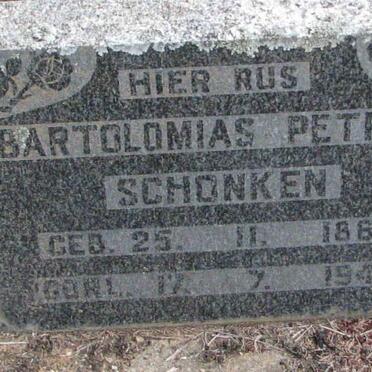 HIER RUS
BARTOLOMIAS PET
SCHONKEN
GEB. 25. 11. 186
OORL. 17. 7. 194